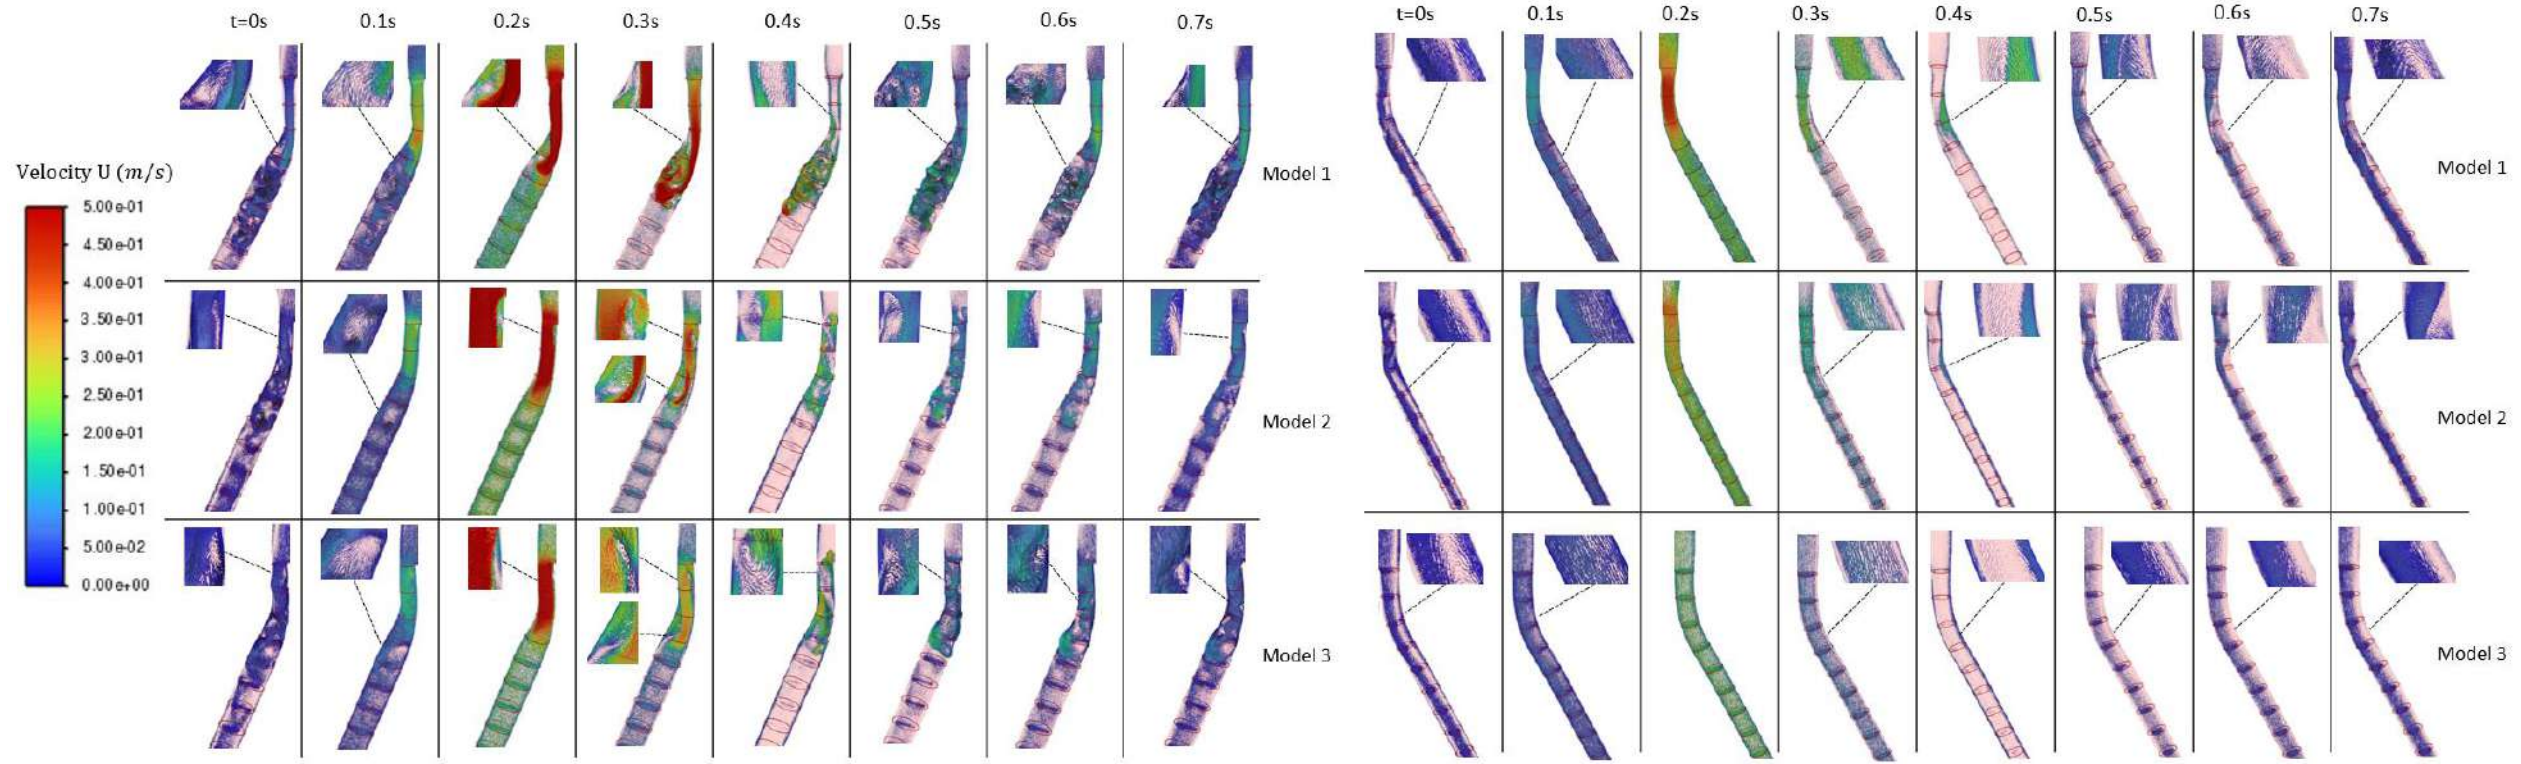 t=0s 0.1s 0.2s 0.3s 0.4s 0.5s 0.6s 0.7s
Velocity U (m/s)
5.00e-01
4.50e-01
4.00e-01
3.50e-01
3.00e-01
2.50e-01
2.00e-01
1.50e-01
1.00e-01
5.00e-02
0.00e+00
Model 1
Model 2
Model 3
t=0s 0.1s 0.2s 0.3s 0.4s 0.5s 0.6s 0.7s
Model 1
Model 2
Model 3